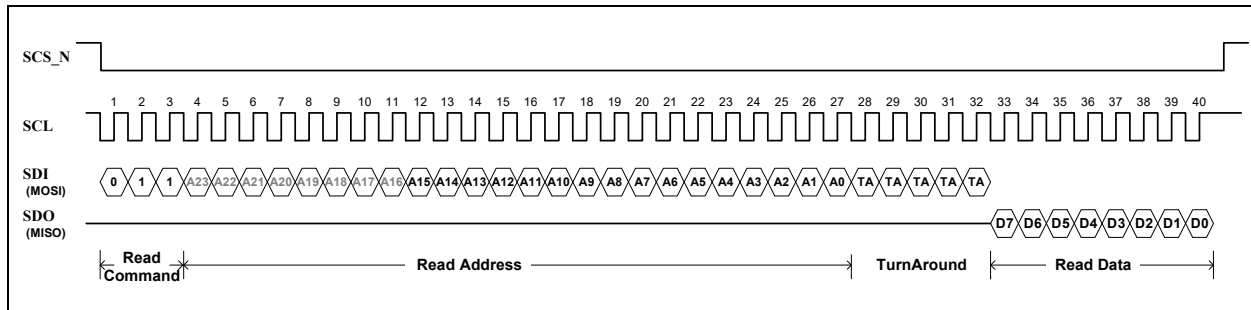 SCS_N
1 2 3 4 5 6 7 8 9 10 11 12 13 14 15 16 17 18 19 20 21 22 23 24 25 26 27 28 29 30 31 32 33 34 35 36 37 38 39 40
SCL
SDI
(MOSI)
0 1 1 A23 A22 A21 A20 A19 A18 A17 A16 A15 A14 A13 A12 A11 A10 A9 A8 A7 A6 A5 A4 A3 A2 A1 A0 TA TA TA TA TA
SDO
(MISO)
D7 D6 D5 D4 D3 D2 D1 D0
Read
Command
Read Address
TurnAround
Read Data